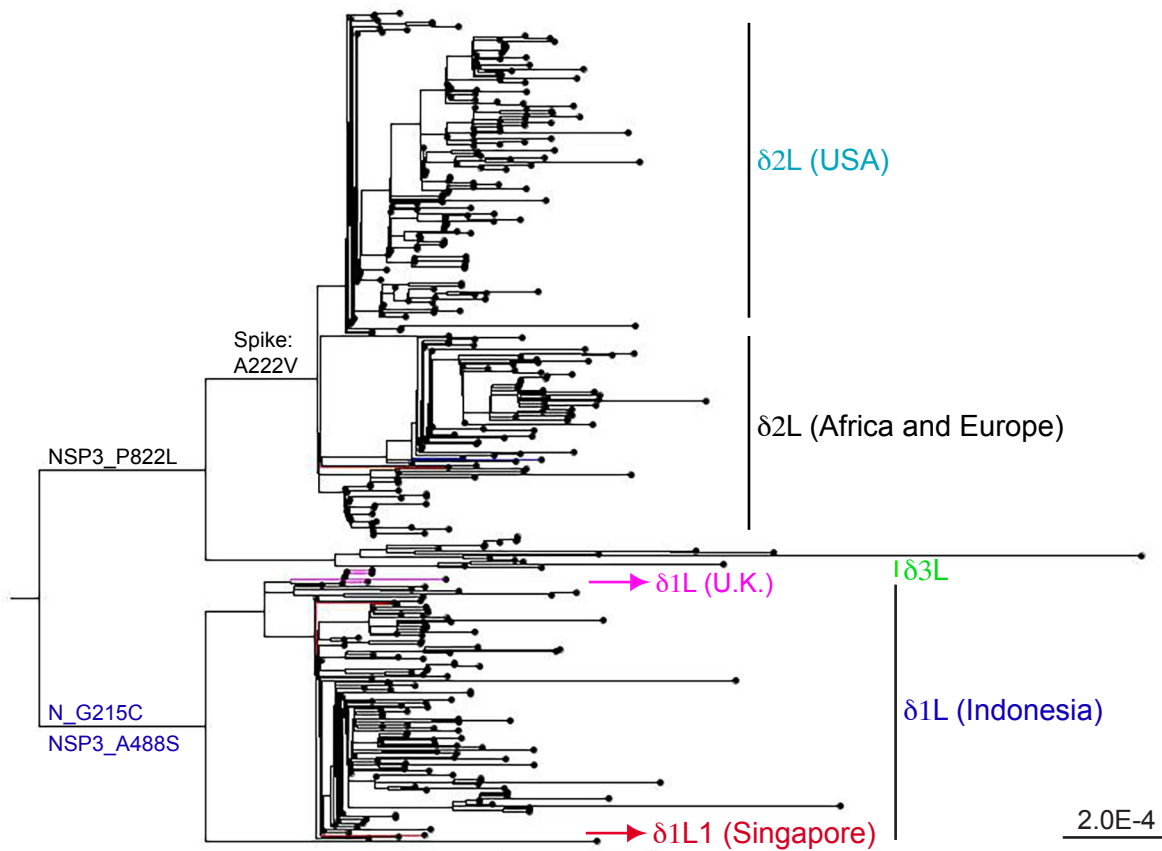 δ2L (USA)
Spike:
A222V
δ2L (Africa and Europe)
NSP3_P822L
δ3L
δ1L (U.K.)
N_G215C
NSP3_A488S
δ1L (Indonesia)
δ1L1 (Singapore)
2.0E-4